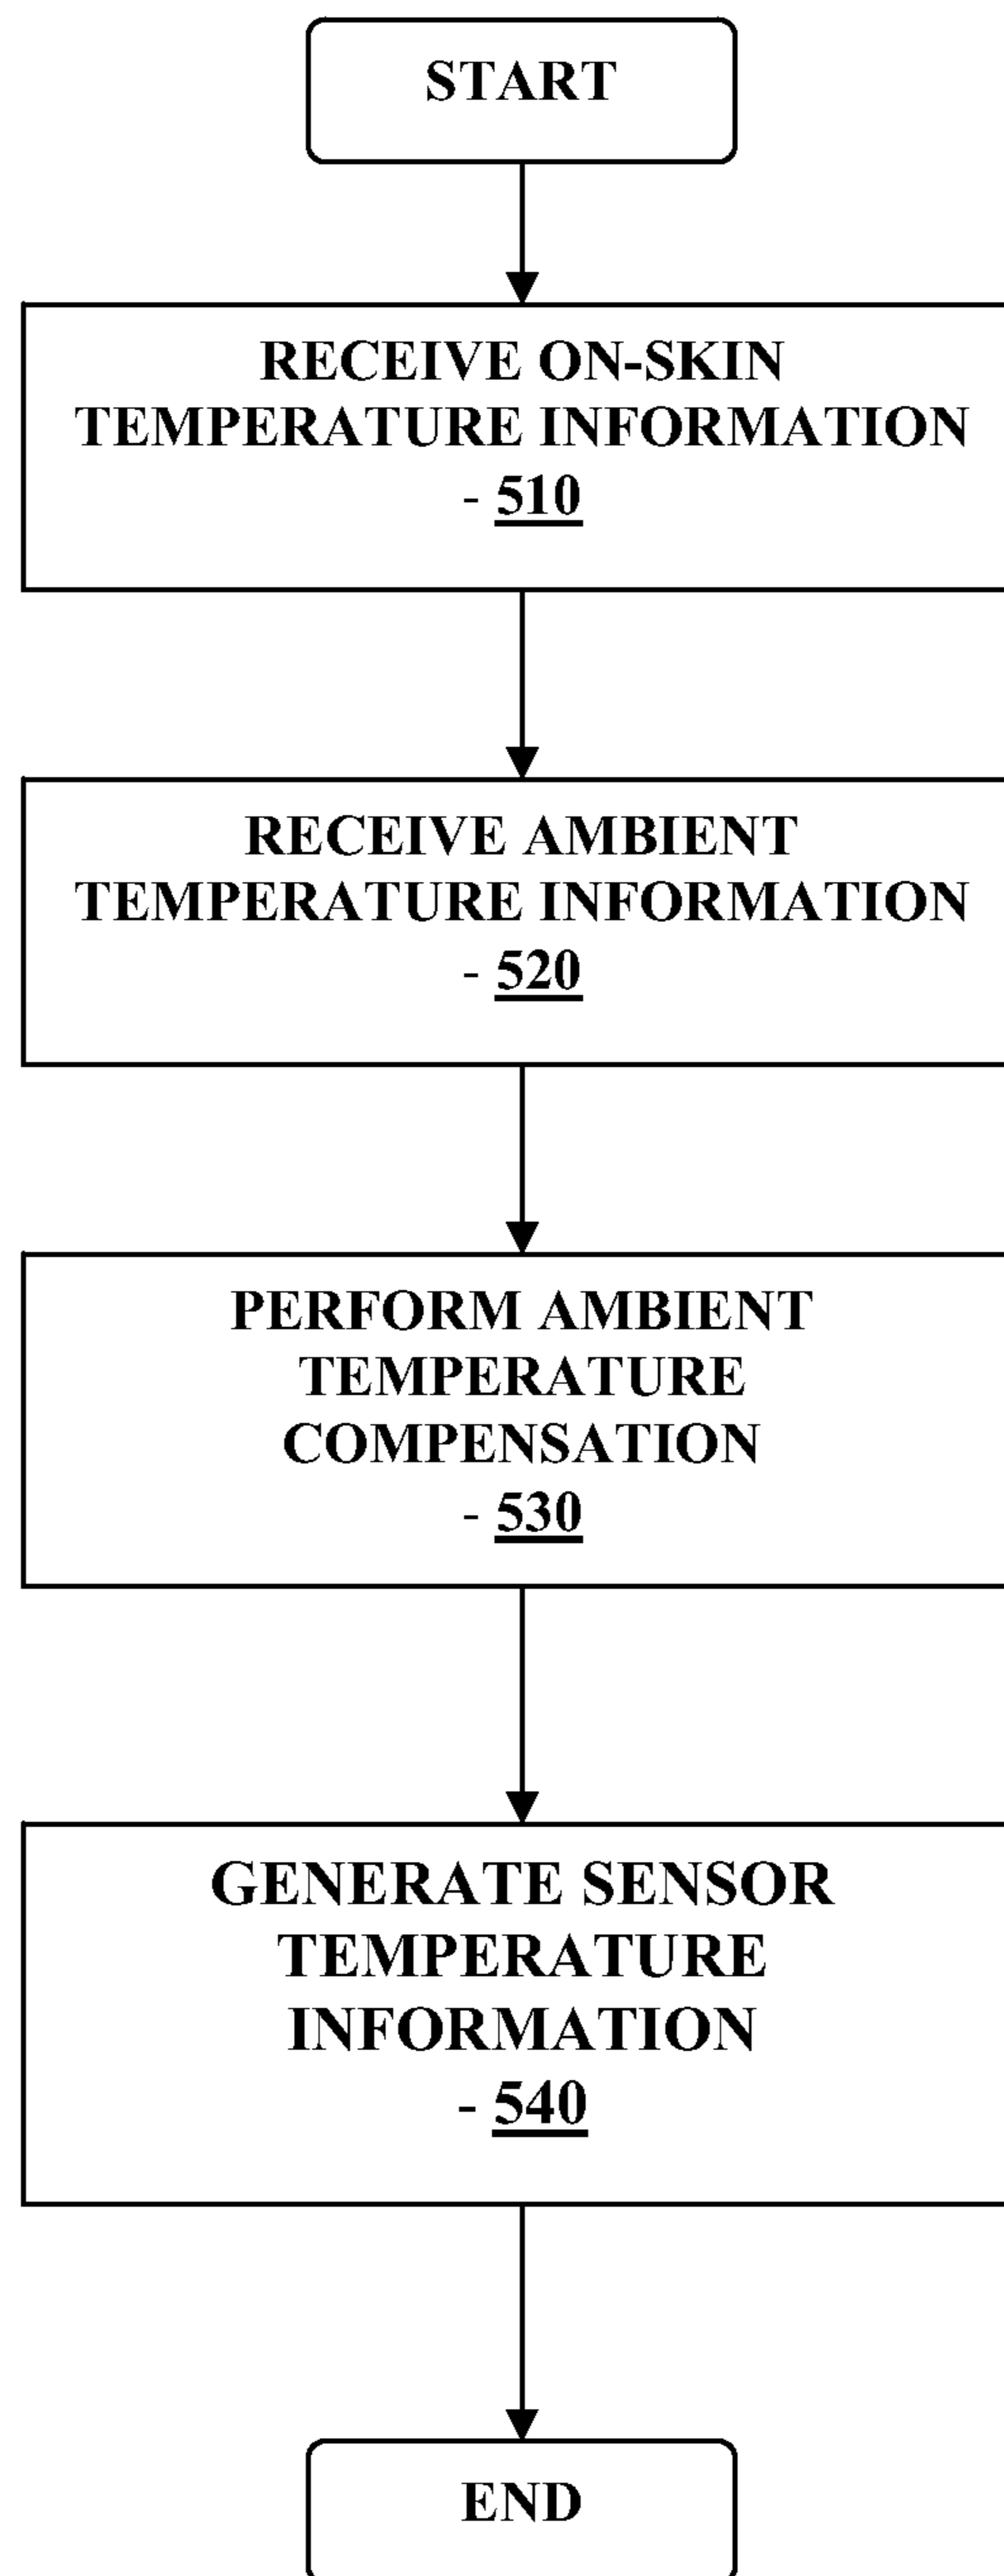 START
RECEIVE ON-SKIN
TEMPERATURE INFORMATION
- 510
RECEIVE AMBIENT
TEMPERATURE INFORMATION
- 520
PERFORM AMBIENT
TEMPERATURE
COMPENSATION
- 530
GENERATE SENSOR
TEMPERATURE
INFORMATION
- 540
END